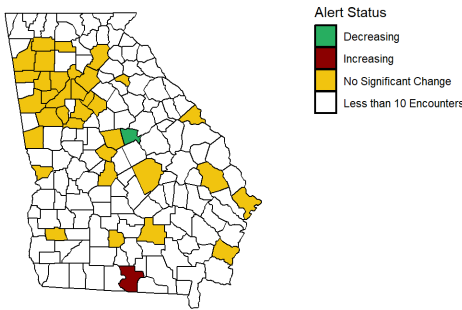 Alert Status
Decreasing
Increasing
No Significant Change
Less than 10 Encounters